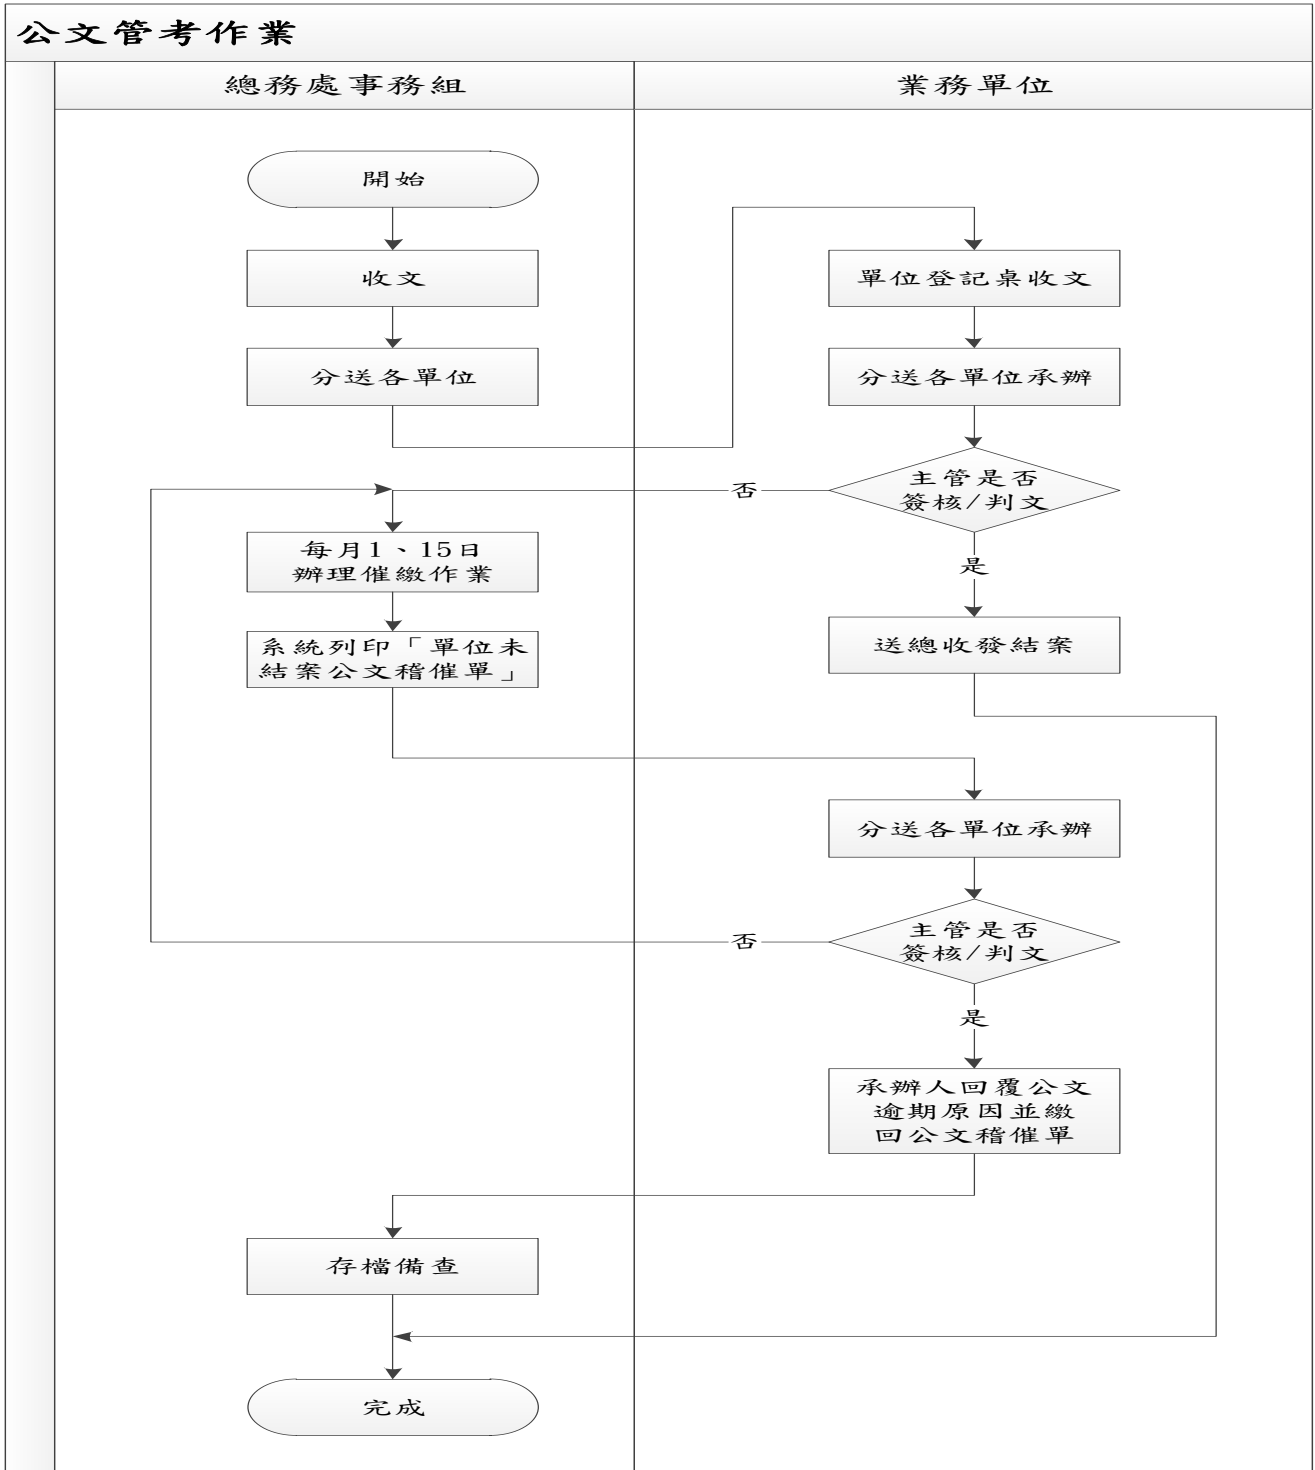 公文管考作業
總務處事務組
業務單位
開始
收文
分送各單位
單位登記桌收文
分送各單位承辦
主管是否
簽核/判文
否
是
每月1、15日
辦理催繳作業
系統列印「單位未
結案公文稽催單」
送總收發結案
分送各單位承辦
主管是否
簽核/判文
否
是
承辦人回覆公文
逾期原因並繳
回公文稽催單
存檔備查
完成